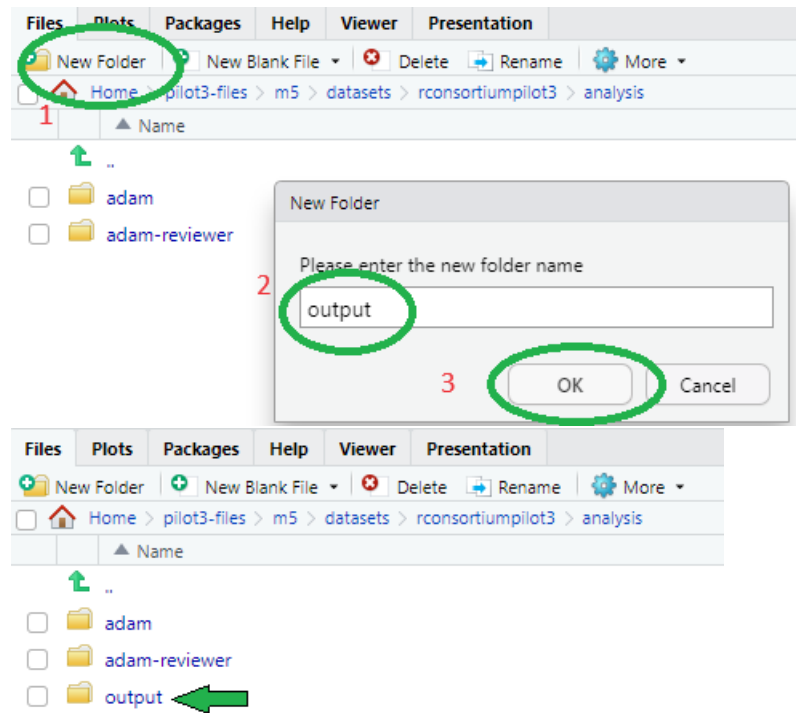 Files Plots Packages Help Viewer Presentation
New Folder New Blank File Delete Rename More
Home > pilot3-files > m5 > datasets > rconsortiumpilot3 > analysis
1
Name
..
adam
adam-reviewer
New Folder
Please enter the new folder name
2
output
3
OK Cancel
Files Plots Packages Help Viewer Presentation
New Folder New Blank File Delete Rename More
Home > pilot3-files > m5 > datasets > rconsortiumpilot3 > analysis
Name
..
adam
adam-reviewer
output